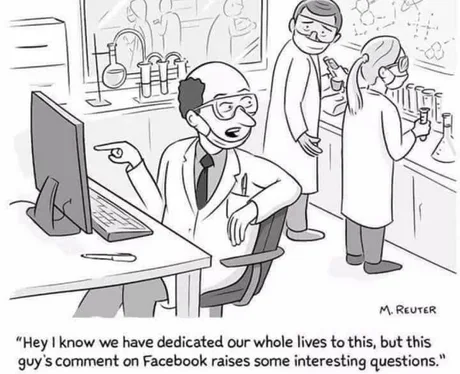 M. REUTER
"Hey I know we have dedicated our whole lives to this, but this
guy's comment on Facebook raises some interesting questions."